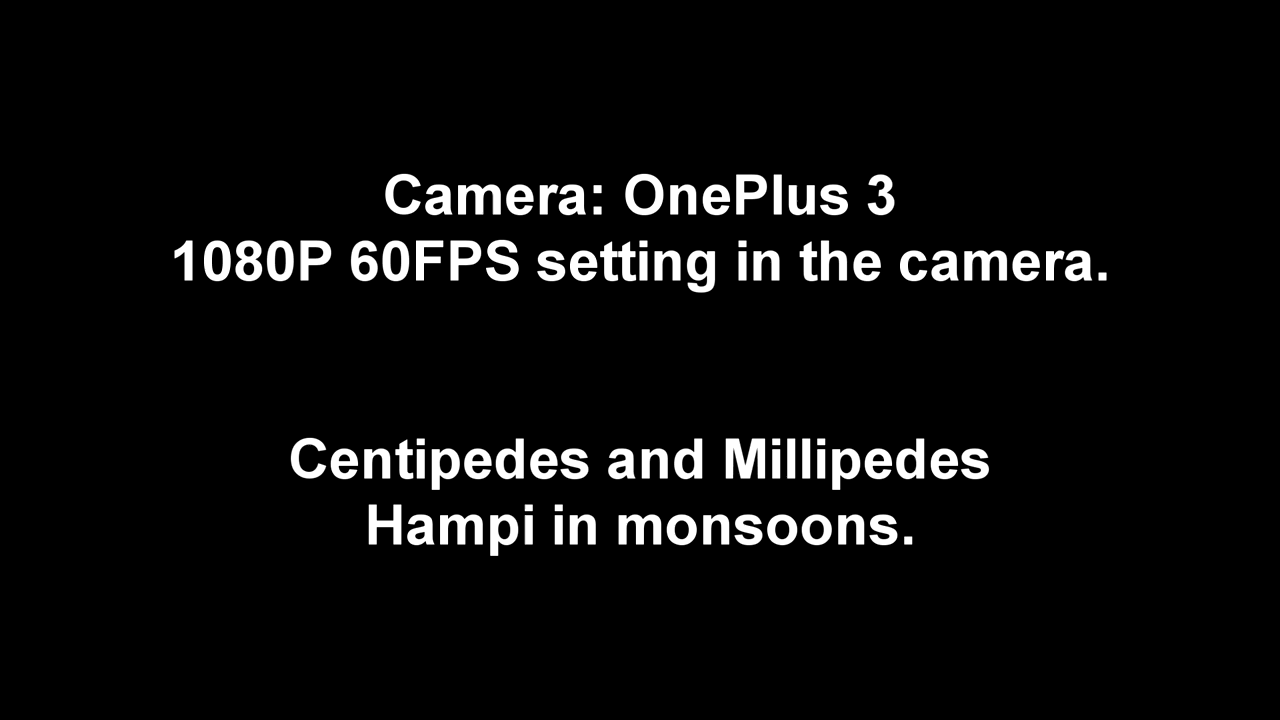 Camera: OnePlus 3
1080P 60FPS setting in the camera.
Centipedes and Millipedes
Hampi in monsoons.